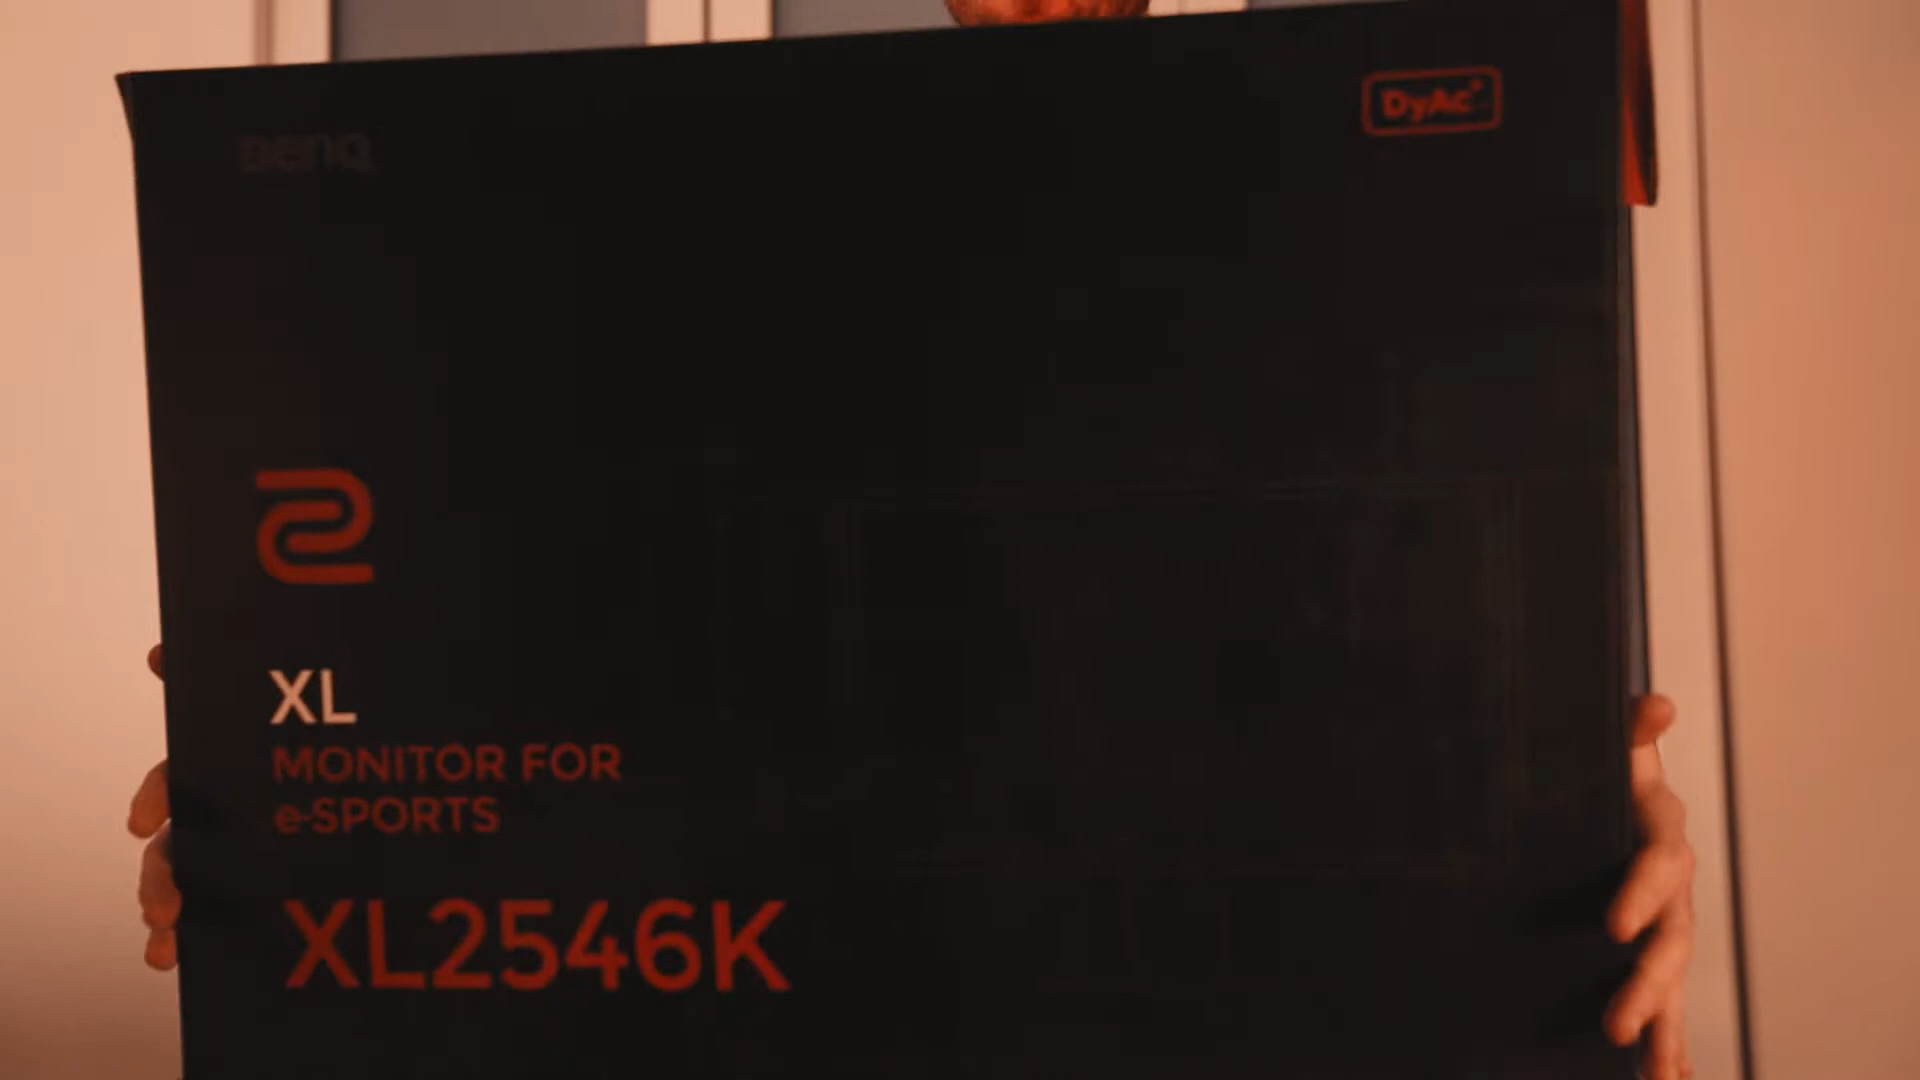 DyAc+
BenQ
XL
MONITOR FOR
e-SPORTS
XL2546K